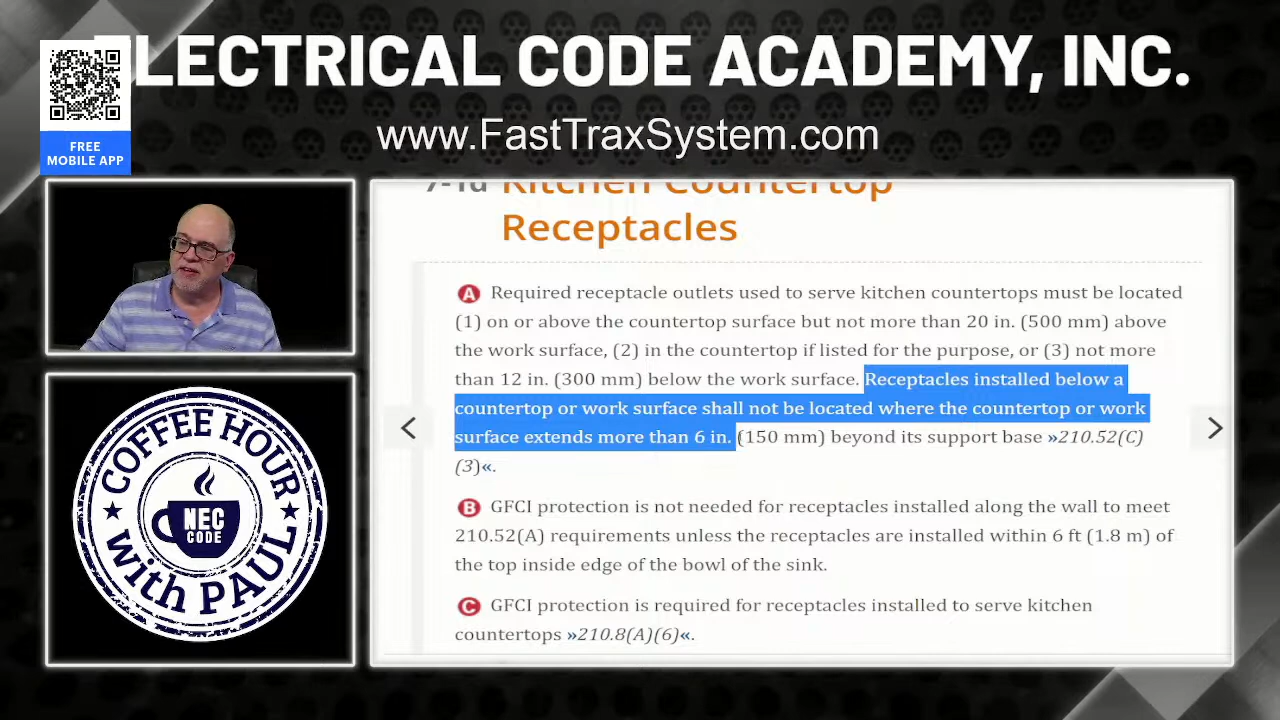 ELECTRICAL CODE ACADEMY, INC.
www.FastTraxSystem.com
FREE
MOBILE APP
7-1d Kitchen Countertop
Receptacles
A Required receptacle outlets used to serve kitchen countertops must be located
(1) on or above the countertop surface but not more than 20 in. (500 mm) above
the work surface, (2) in the countertop if listed for the purpose, or (3) not more
than 12 in. (300 mm) below the work surface. Receptacles installed below a
countertop or work surface shall not be located where the countertop or work
surface extends more than 6 in. (150 mm) beyond its support base »210.52(C)
(3)«.
B GFCI protection is not needed for receptacles installed along the wall to meet
210.52(A) requirements unless the receptacles are installed within 6 ft (1.8 m) of
the top inside edge of the bowl of the sink.
C GFCI protection is required for receptacles installed to serve kitchen
countertops »210.8(A)(6)«.
COFFEE HOUR
NEC
CODE
with PAUL